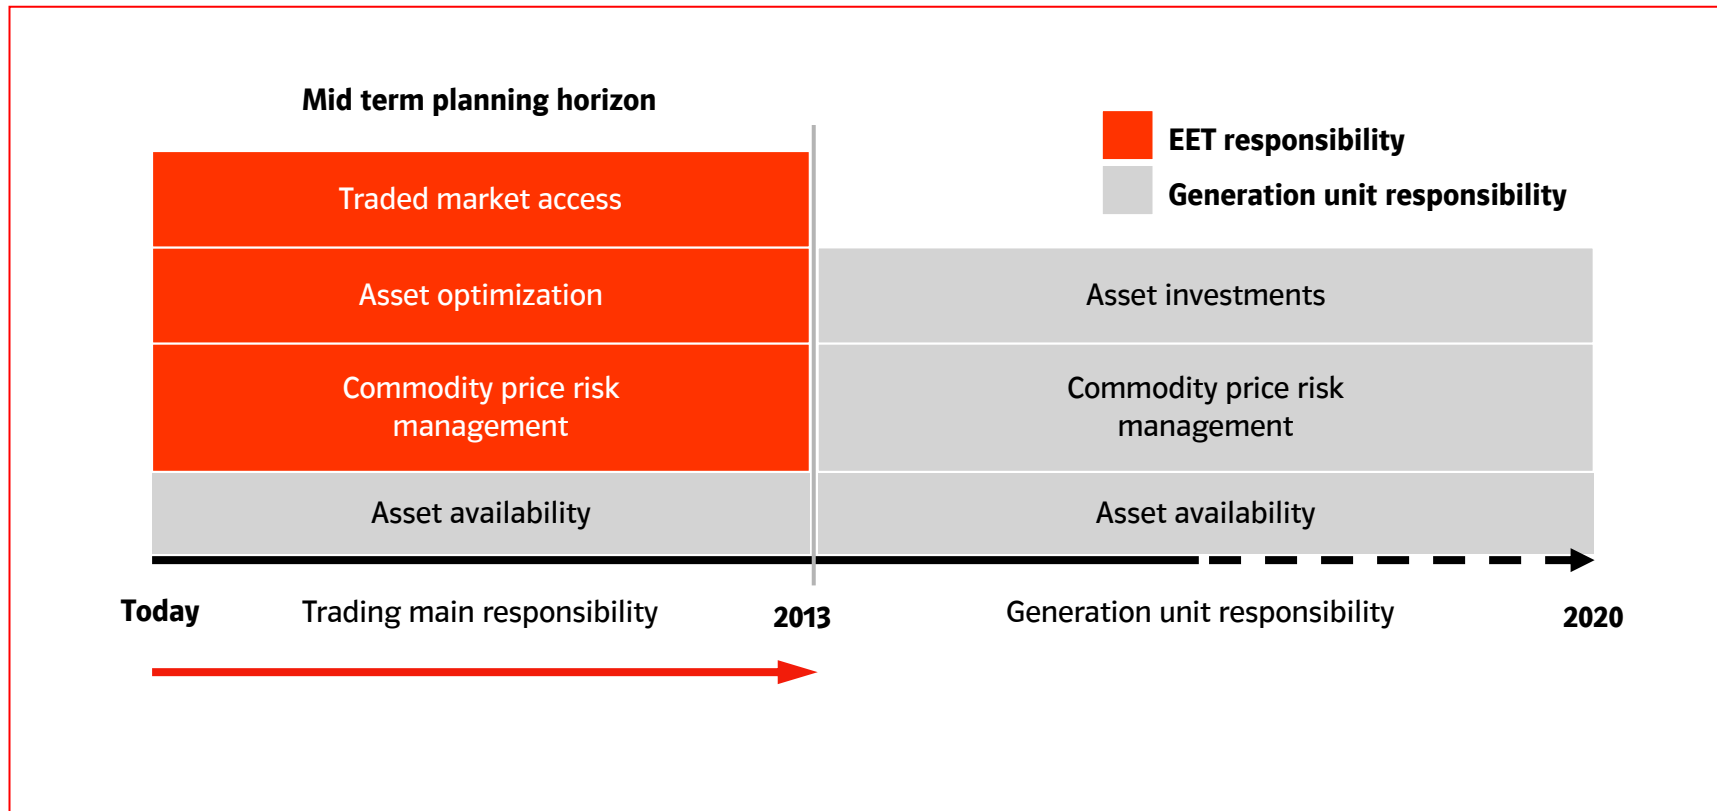 Mid term planning horizon
EET responsibility
Generation unit responsibility
Traded market access
Asset optimization
Asset investments
Commodity price risk
management
Commodity price risk
management
Asset availability
Asset availability
Today
Trading main responsibility
2013
Generation unit responsibility
2020